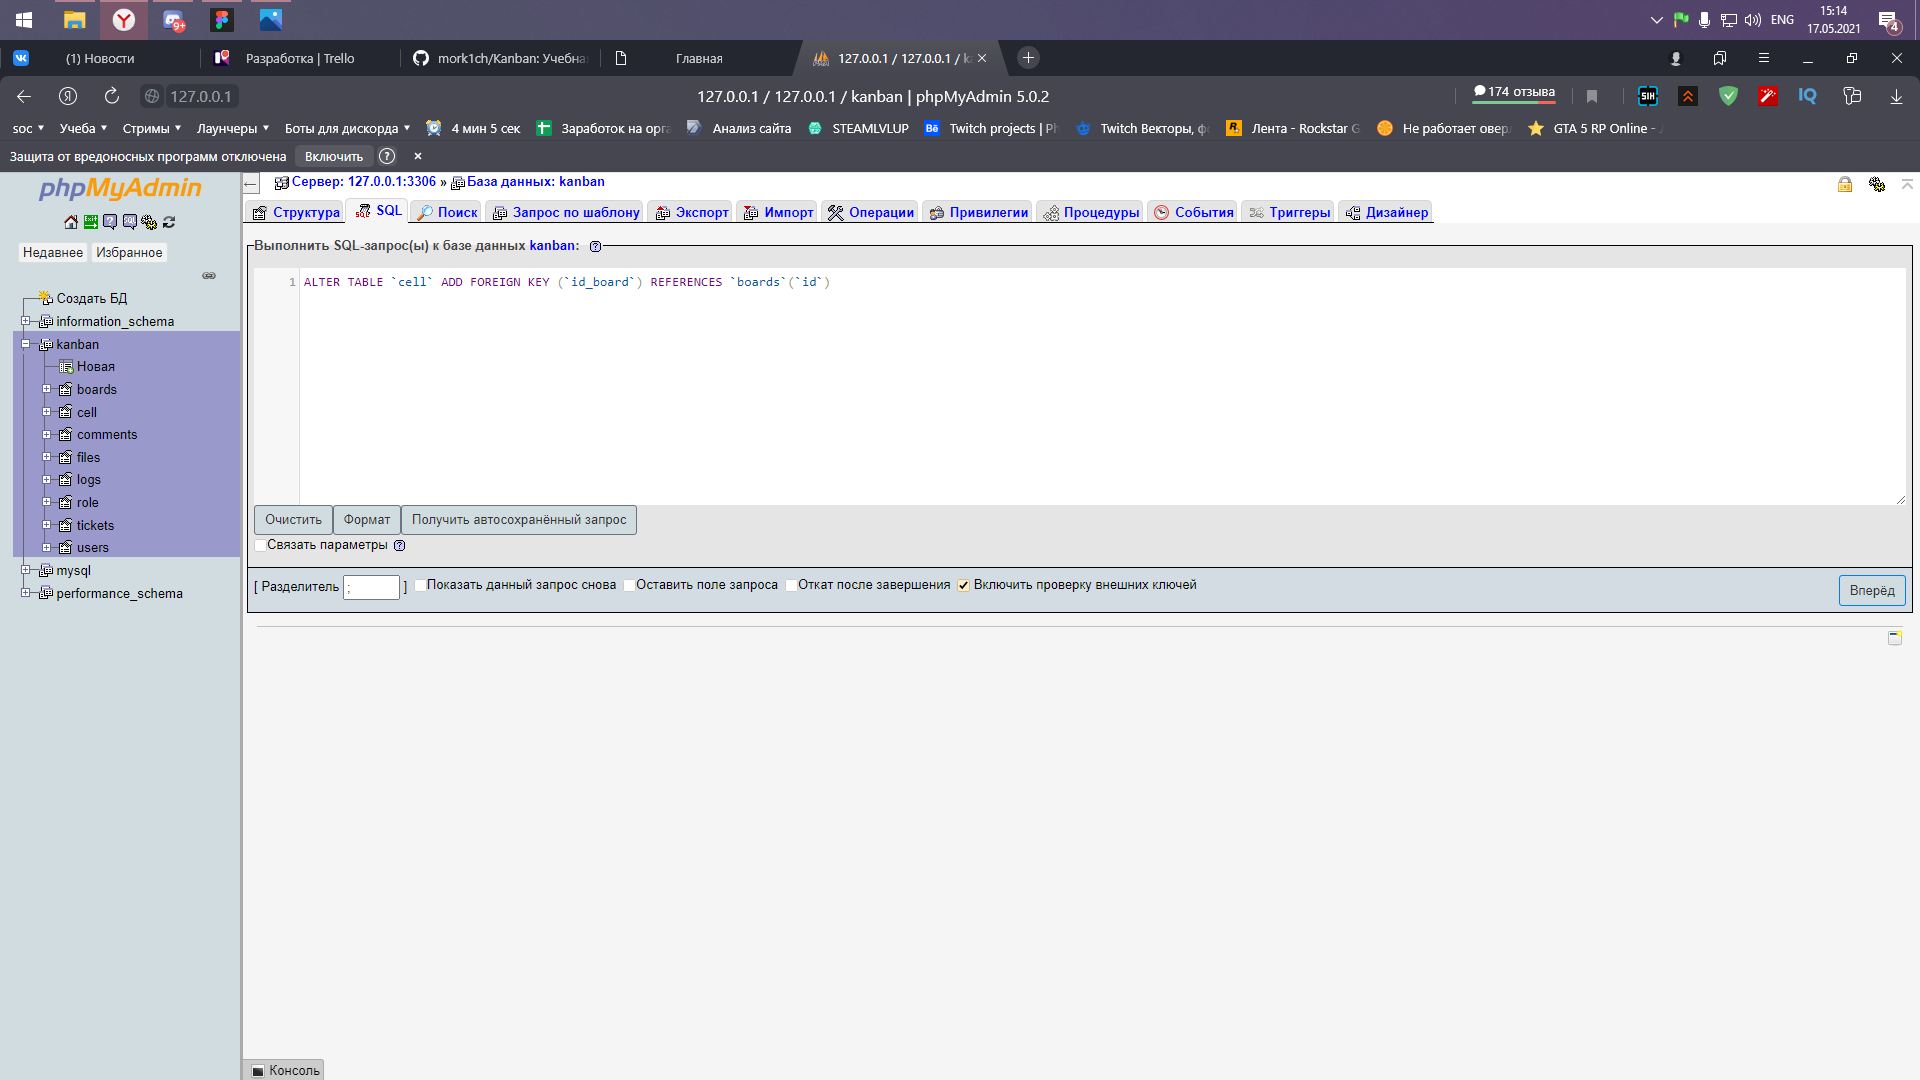 ENG
15:14
17.05.2021
4
9+
(1) Новости
Разработка | Trello
mork1ch/Kanban: Учебна
Главная
127.0.0.1 / 127.0.0.1 / k
127.0.0.1
127.0.0.1 / 127.0.0.1 / kanban | phpMyAdmin 5.0.2
174 отзыва
SIH
IQ
soc
Учеба
Стримы
Лаунчеры
Боты для дискорда
4 мин 5 сек
Заработок на орга
Анализ сайта
STEAMLVLUP
Bē
Twitch projects | Ph
Twitch Векторы, фо
Лента - Rockstar G
Не работает овер
GTA 5 RP Online -
Защита от вредоносных программ отключена
Включить
phpMyAdmin
Недавнее
Избранное
Создать БД
information_schema
kanban
Новая
boards
cell
comments
files
logs
role
tickets
users
mysql
performance_schema
Сервер: 127.0.0.1:3306 » База данных: kanban
Структура
SQL
Поиск
Запрос по шаблону
Экспорт
Импорт
Операции
Привилегии
Процедуры
События
Триггеры
Дизайнер
Выполнить SQL-запрос(ы) к базе данных kanban:
1 ALTER TABLE `cell` ADD FOREIGN KEY (`id_board`) REFERENCES `boards`(`id`)
Очистить
Формат
Получить автосохранённый запрос
Связать параметры
[ Разделитель ; ]
Показать данный запрос снова
Оставить поле запроса
Откат после завершения
Включить проверку внешних ключей
Вперёд
Консоль